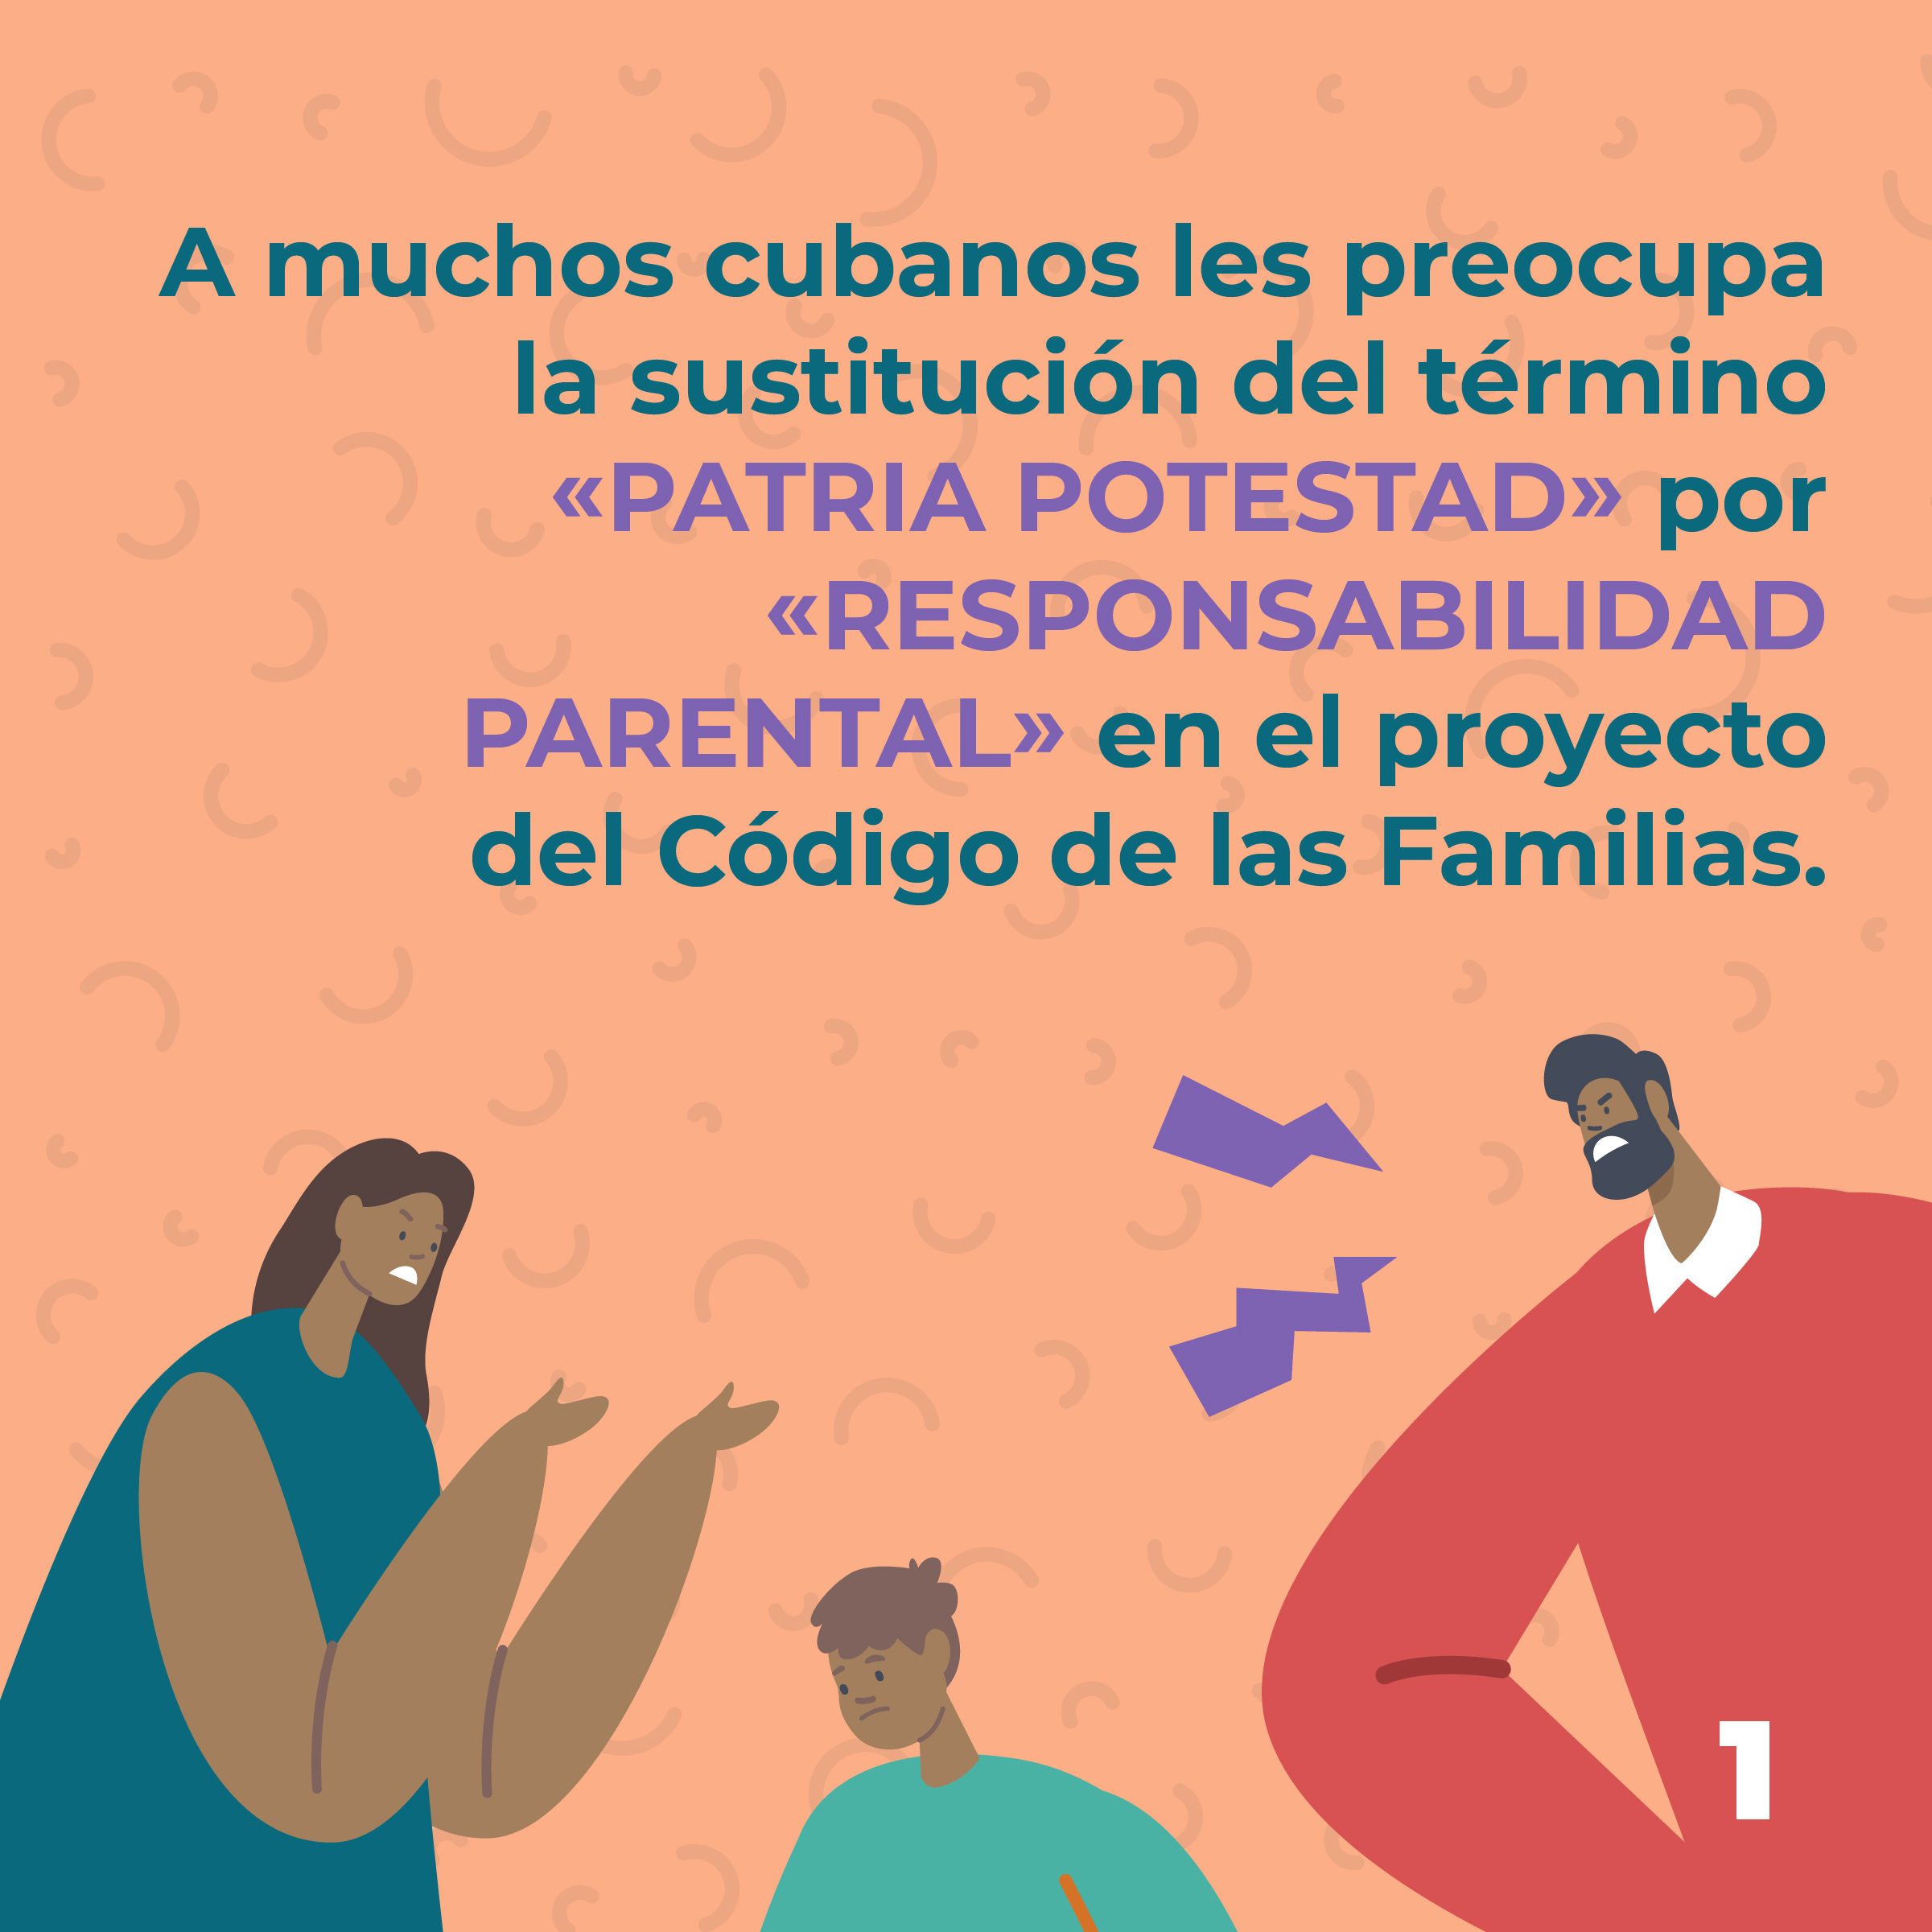 A muchos cubanos les preocupa
la sustitución del término
«PATRIA POTESTAD» por
«RESPONSABILIDAD
PARENTAL» en el proyecto
del Código de las Familias.
1